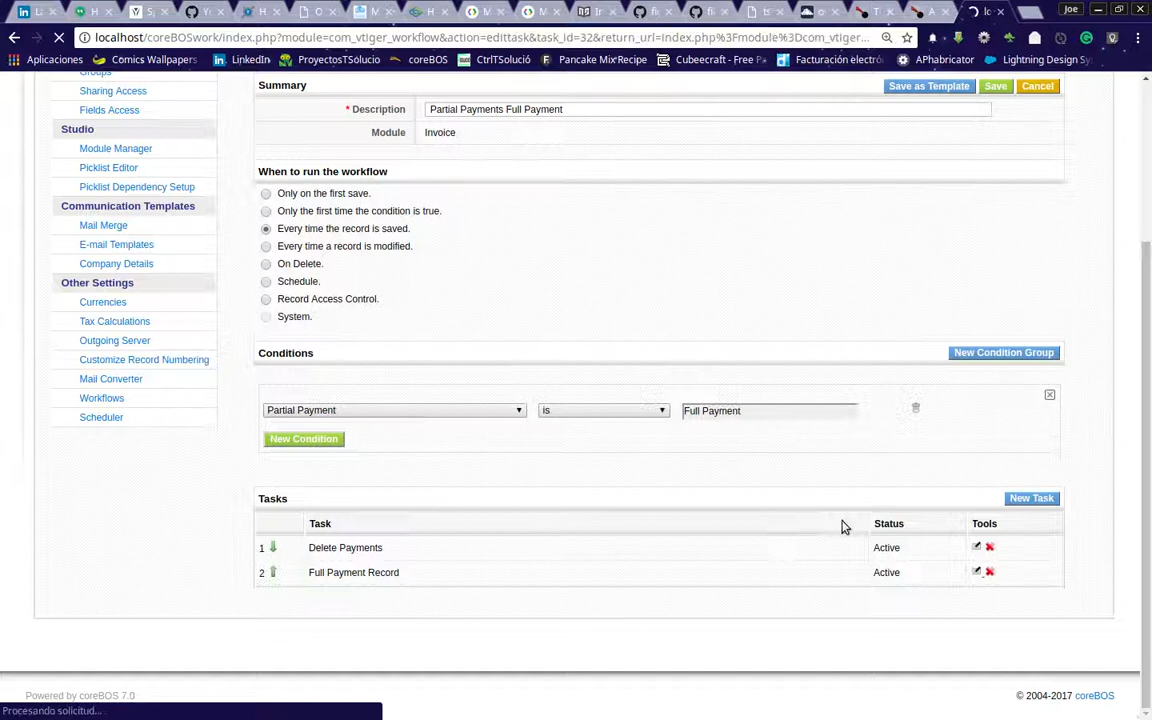 Joe
localhost/coreBOSwork/index.php?module=com_vtiger_workflow&action=edittask&task_id=32&return_url=index.php%3Fmodule%3Dcom_vtiger...
Aplicaciones Comics Wallpapers LinkedIn ProyectosTSolucio coreBOS CtrlTSolució Pancake MixRecipe Cubeecraft - Free Pa Facturación electró APhabricator Lightning Design Sy
Groups
Sharing Access
Fields Access
Studio
Module Manager
Picklist Editor
Picklist Dependency Setup
Communication Templates
Mail Merge
E-mail Templates
Company Details
Other Settings
Currencies
Tax Calculations
Outgoing Server
Customize Record Numbering
Mail Converter
Workflows
Scheduler
Summary Save as Template Save Cancel
* Description Partial Payments Full Payment
Module Invoice
When to run the workflow
Only on the first save.
Only the first time the condition is true.
Every time the record is saved.
Every time a record is modified.
On Delete.
Schedule.
Record Access Control.
System.
Conditions New Condition Group
Partial Payment is Full Payment
New Condition
Tasks New Task
Task Status Tools
1 Delete Payments Active
2 Full Payment Record Active
Powered by coreBOS 7.0 © 2004-2017 coreBOS
Procesando solicitud...